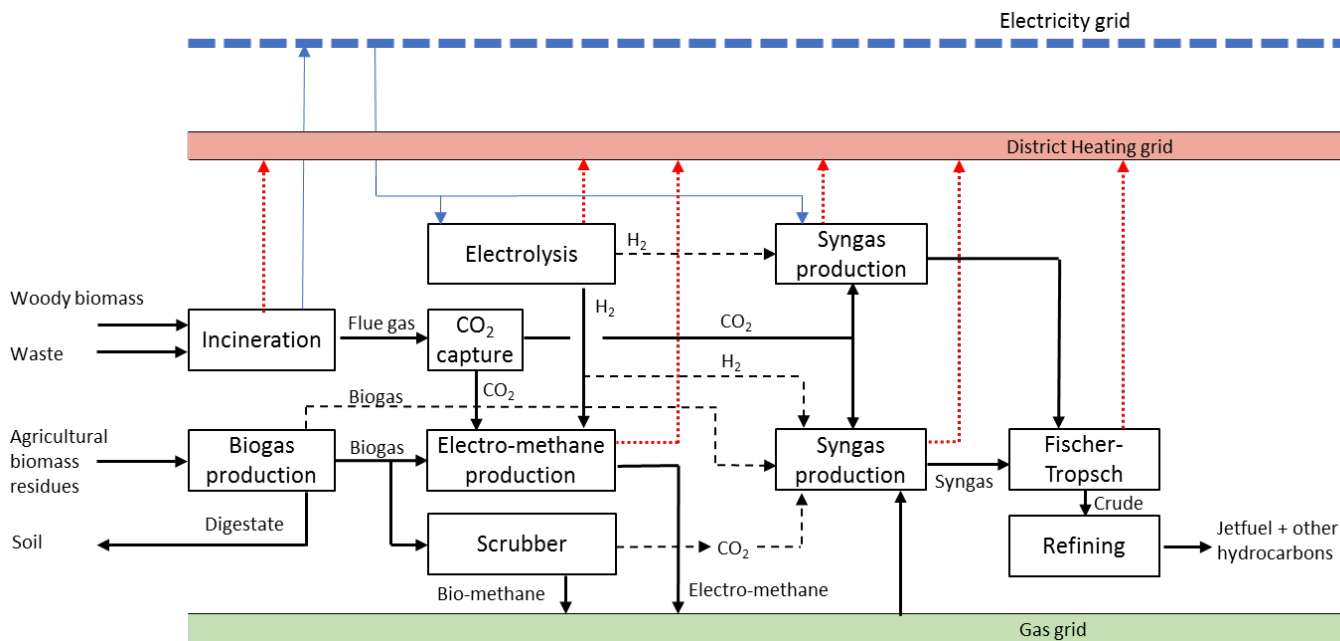 Electricity grid
District Heating grid
Electrolysis
H₂
Syngas
production
Woody biomass
Waste
Incineration
Flue gas
CO₂
capture
H₂
CO₂
H₂
CO₂
Biogas
Agricultural
biomass
residues
Biogas
production
Biogas
Electro-methane
production
Syngas
production
Syngas
Fischer-
Tropsch
Crude
Soil
Digestate
Scrubber
CO₂
Refining
Jetfuel + other
hydrocarbons
Bio-methane
Electro-methane
Gas grid